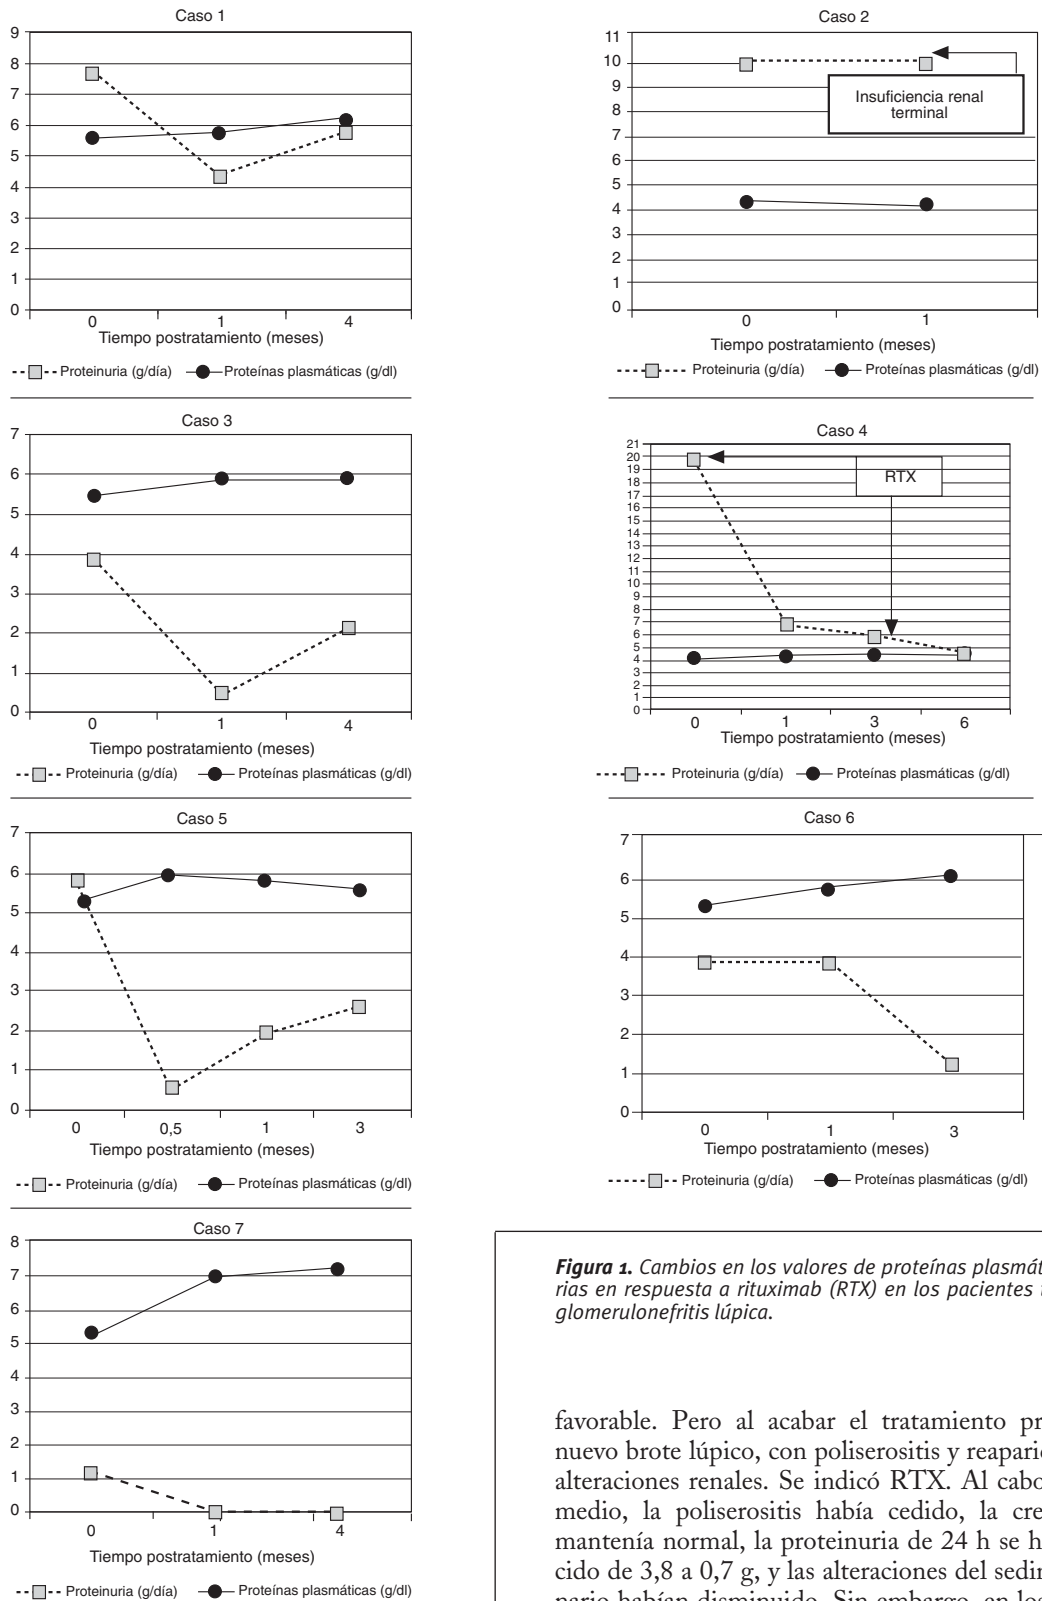 Caso 1
9
8
7
6
5
4
3
2
1
0
0 1 4
Tiempo postratamiento (meses)
Proteinuria (g/día) Proteínas plasmáticas (g/dl)
Caso 2
11
10
9
8
7
6
5
4
3
2
1
0
Insuficiencia renal
terminal
0 1
Tiempo postratamiento (meses)
Proteinuria (g/día) Proteínas plasmáticas (g/dl)
Caso 3
7
6
5
4
3
2
1
0
0 1 4
Tiempo postratamiento (meses)
Proteinuria (g/día) Proteínas plasmáticas (g/dl)
Caso 4
21
20
19
18
17
16
15
14
13
12
11
10
9
8
7
6
5
4
3
2
1
0
RTX
0 1 3 6
Tiempo postratamiento (meses)
Proteinuria (g/día) Proteínas plasmáticas (g/dl)
Caso 5
7
6
5
4
3
2
1
0
0 0,5 1 3
Tiempo postratamiento (meses)
Proteinuria (g/día) Proteínas plasmáticas (g/dl)
Caso 6
7
6
5
4
3
2
1
0
0 1 3
Tiempo postratamiento (meses)
Proteinuria (g/día) Proteínas plasmáticas (g/dl)
Caso 7
8
7
6
5
4
3
2
1
0
0 1 4
Tiempo postratamiento (meses)
Proteinuria (g/día) Proteínas plasmáticas (g/dl)
Figura 1. Cambios en los valores de proteínas plasmát
rias en respuesta a rituximab (RTX) en los pacientes
glomerulonefritis lúpica.
favorable. Pero al acabar el tratamiento pr
nuevo brote lúpico, con poliserositis y reapari
alteraciones renales. Se indicó RTX. Al cabo
medio, la poliserositis había cedido, la cre
mantenía normal, la proteinuria de 24 h se h
cido de 3,8 a 0,7 g, y las alteraciones del sedi
nario habían disminuido. Sin embargo, en los